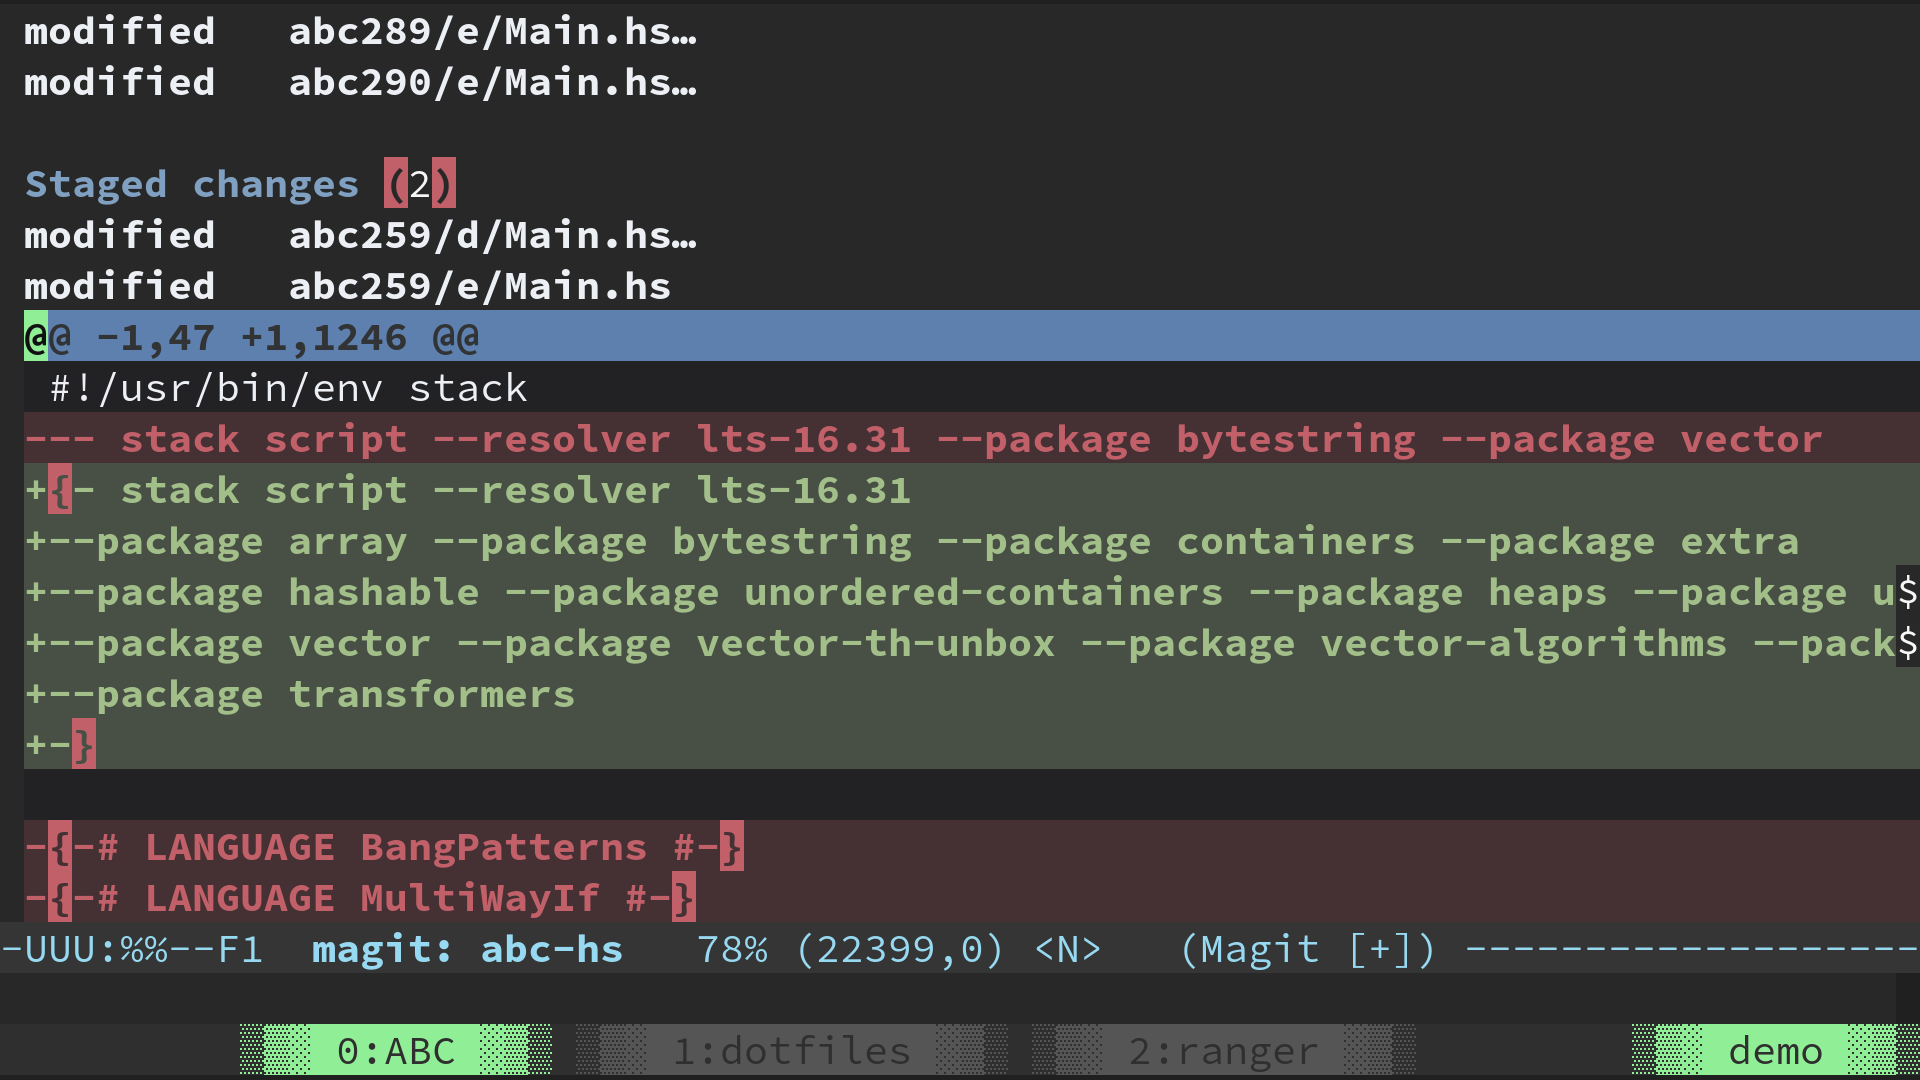 modified   abc289/e/Main.hs…
modified   abc290/e/Main.hs…
Staged changes (2)
modified   abc259/d/Main.hs…
modified   abc259/e/Main.hs
@@ -1,47 +1,1246 @@
 #!/usr/bin/env stack
--- stack script --resolver lts-16.31 --package bytestring --package vector
+{- stack script --resolver lts-16.31
+--package array --package bytestring --package containers --package extra
+--package hashable --package unordered-containers --package heaps --package u$
+--package vector --package vector-th-unbox --package vector-algorithms --pack$
+--package transformers
+-}
-{-# LANGUAGE BangPatterns #-}
-{-# LANGUAGE MultiWayIf #-}
-UUU:%%--F1  magit: abc-hs   78% (22399,0) <N>   (Magit [+]) -------------------
0:ABC 1:dotfiles 2:ranger demo